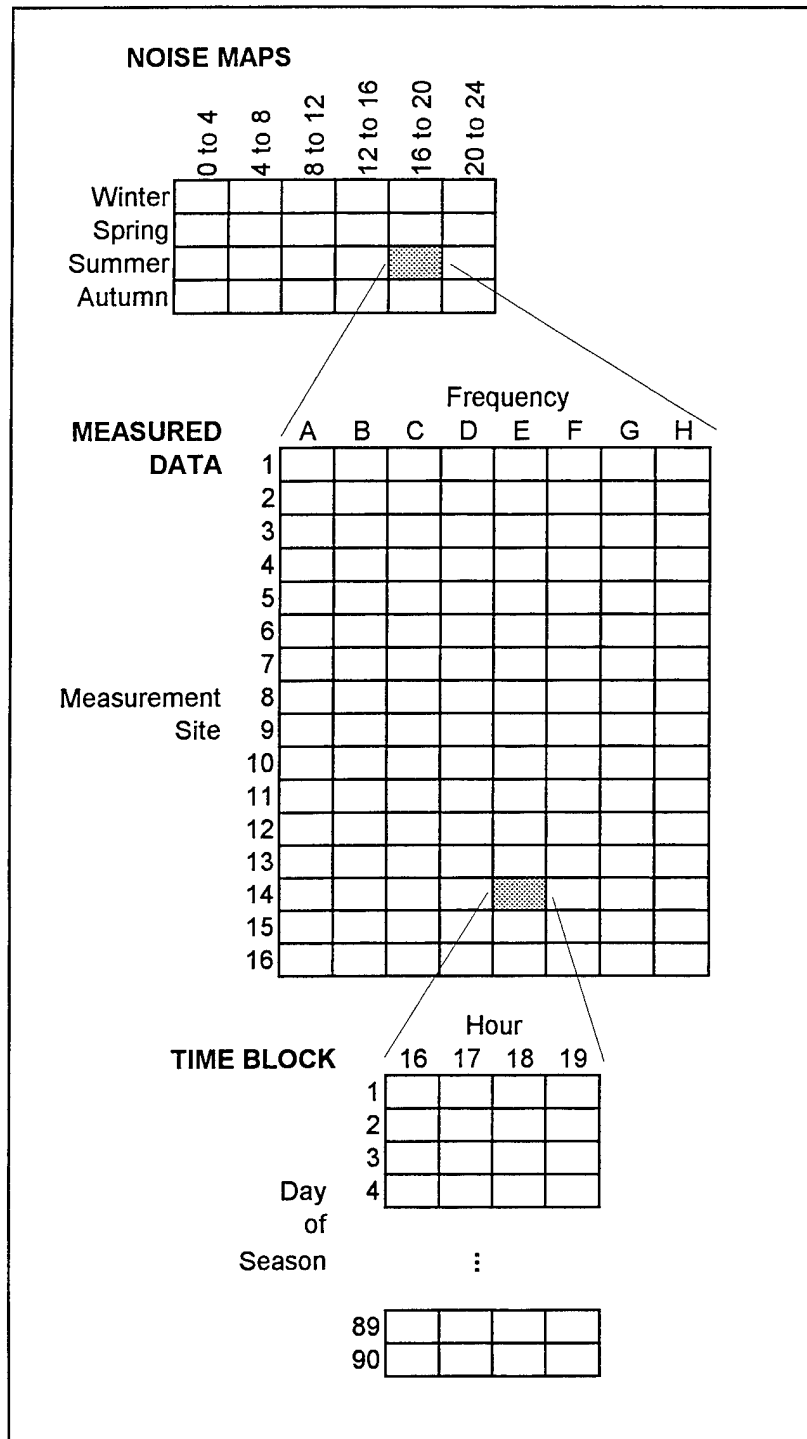 NOISE MAPS
0 to 4
4 to 8
8 to 12
12 to 16
16 to 20
20 to 24
Winter
Spring
Summer
Autumn
Frequency
MEASURED
DATA
A B C D E F G H
1
2
3
4
5
6
7
Measurement
Site
8
9
10
11
12
13
14
15
16
Hour
TIME BLOCK
16 17 18 19
1
2
3
4
Day
of
Season
⋮
89
90